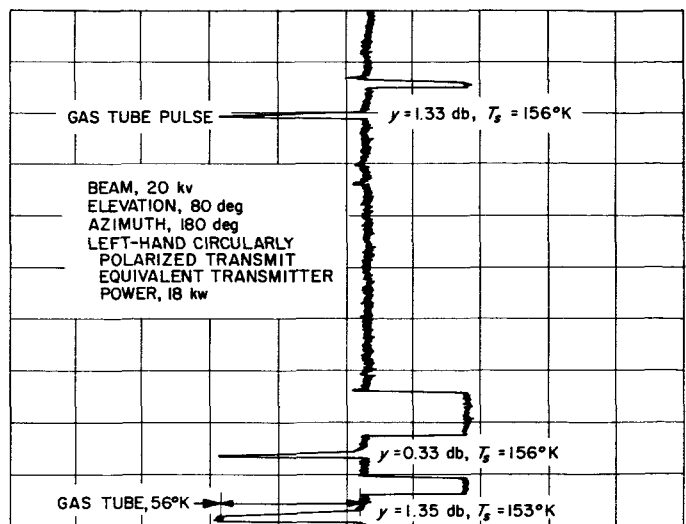 GAS TUBE PULSE
y = 1.33 db, Ts = 156°K
BEAM, 20 kv
ELEVATION, 80 deg
AZIMUTH, 180 deg
LEFT-HAND CIRCULARLY
POLARIZED TRANSMIT
EQUIVALENT TRANSMITTER
POWER, 18 kw
y = 0.33 db, Ts = 156°K
GAS TUBE, 56°K
y = 1.35 db, Ts = 153°K